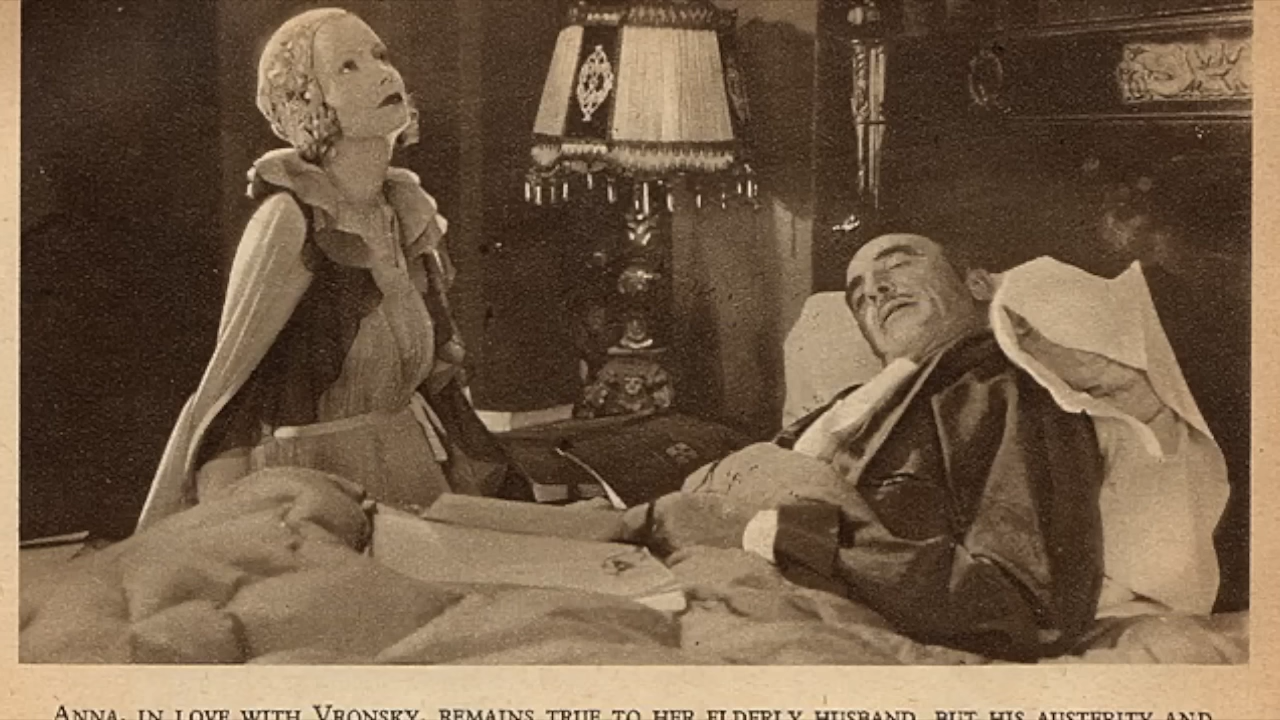 ANNA, IN LOVE WITH VRONSKY, REMAINS TRUE TO HER ELDERLY HUSBAND, BUT HIS AUSTERITY AND